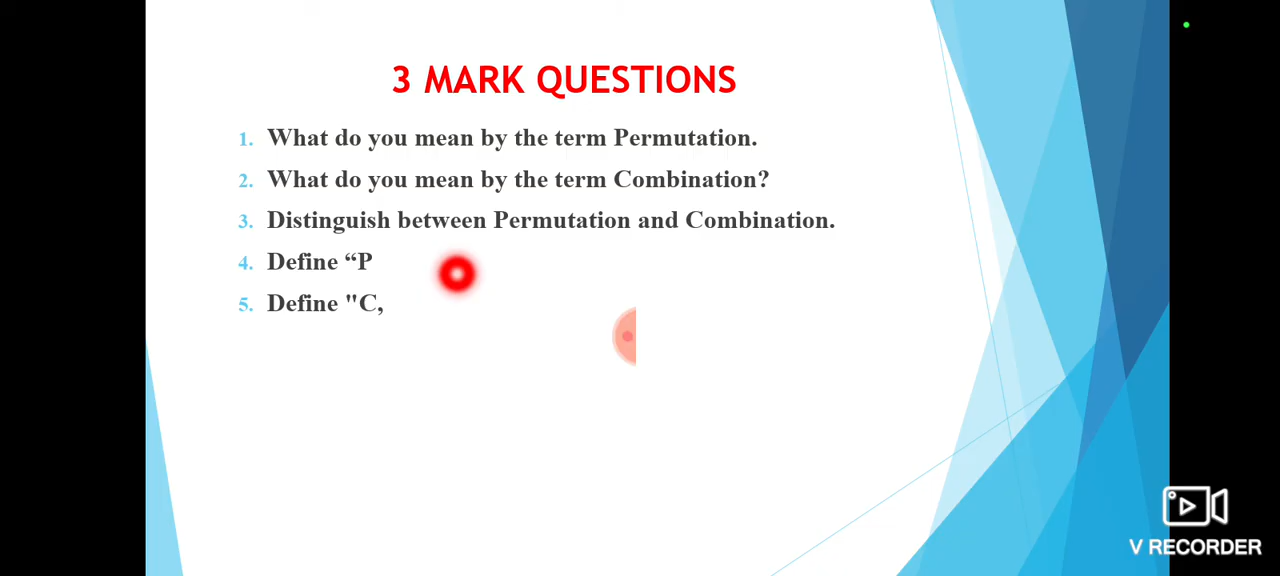 3 MARK QUESTIONS
1. What do you mean by the term Permutation.
2. What do you mean by the term Combination?
3. Distinguish between Permutation and Combination.
4. Define “P
5. Define "C,
V RECORDER